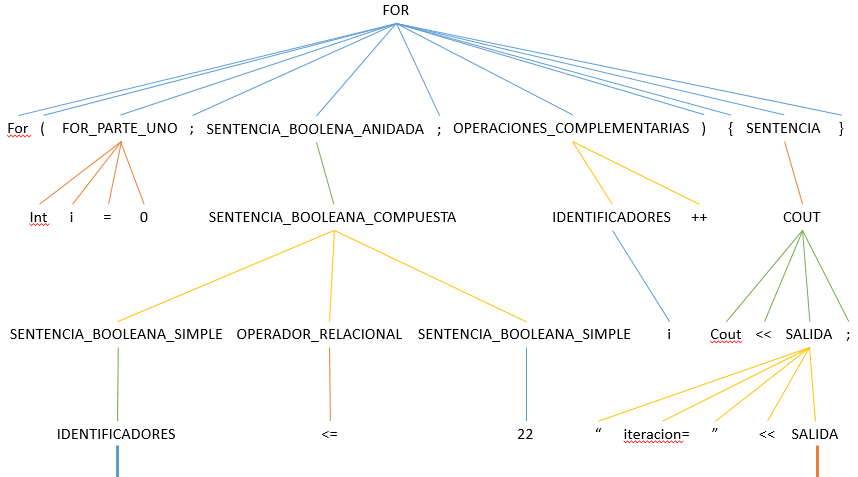 FOR
For ( FOR_PARTE_UNO ; SENTENCIA_BOOLENA_ANIDADA ; OPERACIONES_COMPLEMENTARIAS ) { SENTENCIA }
Int i = 0 SENTENCIA_BOOLEANA_COMPUESTA IDENTIFICADORES ++ COUT
SENTENCIA_BOOLEANA_SIMPLE OPERADOR_RELACIONAL SENTENCIA_BOOLEANA_SIMPLE i Cout << SALIDA ;
IDENTIFICADORES <= 22 “ iteracion= ” << SALIDA